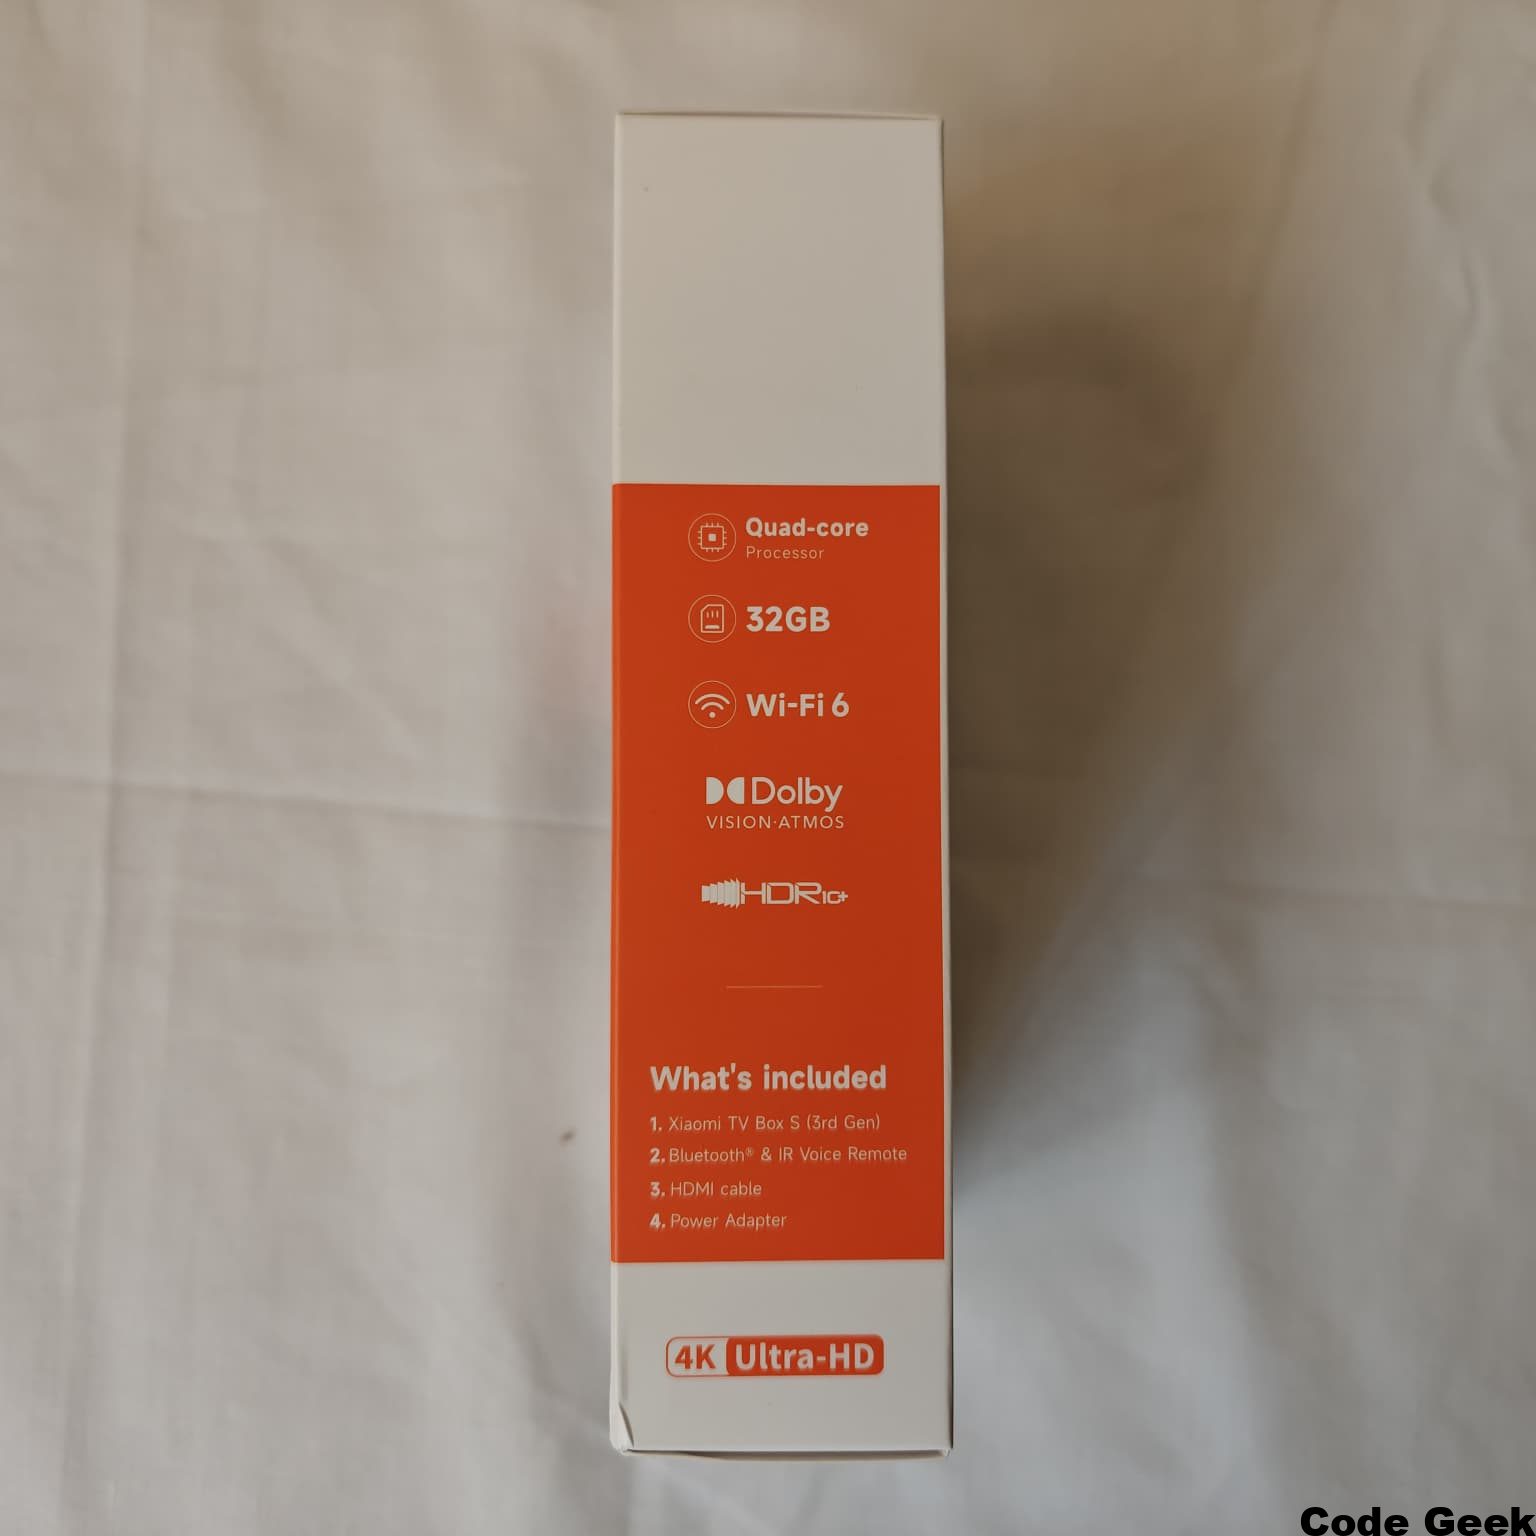 Quad-core
Processor
32GB
Wi-Fi 6
Dolby
VISION·ATMOS
HDR10+
What's included
1. Xiaomi TV Box S (3rd Gen)
2. Bluetooth® & IR Voice Remote
3. HDMI cable
4. Power Adapter
4K Ultra-HD
Code Geek